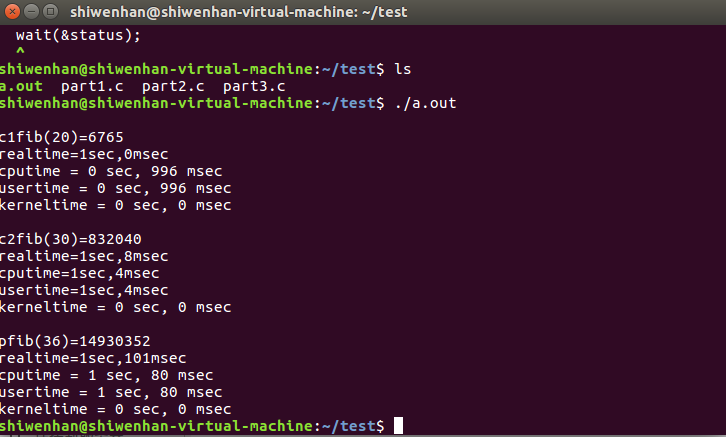 shiwenhan@shiwenhan-virtual-machine: ~/test
wait(&status);
^
shiwenhan@shiwenhan-virtual-machine:~/test$ ls
a.out  part1.c  part2.c  part3.c
shiwenhan@shiwenhan-virtual-machine:~/test$ ./a.out
c1fib(20)=6765
realtime=1sec,0msec
cputime = 0 sec, 996 msec
usertime = 0 sec, 996 msec
kerneltime = 0 sec, 0 msec
c2fib(30)=832040
realtime=1sec,8msec
cputime=1sec,4msec
usertime=1sec,4msec
kerneltime = 0 sec, 0 msec
pfib(36)=14930352
realtime=1sec,101msec
cputime = 1 sec, 80 msec
usertime = 1 sec, 80 msec
kerneltime = 0 sec, 0 msec
shiwenhan@shiwenhan-virtual-machine:~/test$